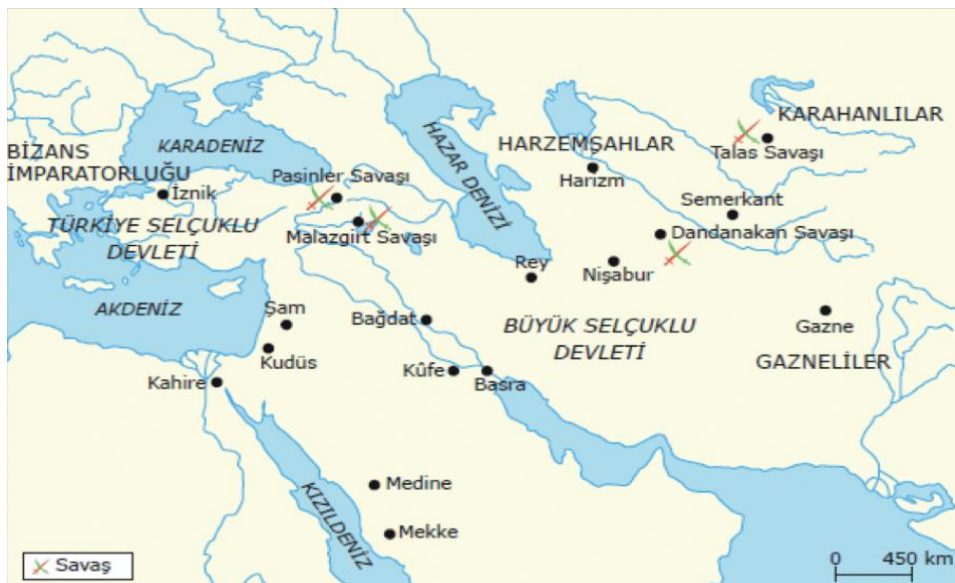 KARADENİZ
BİZANS
İMPARATORLUĞU
İznik
Pasinler Savaşı
TÜRKİYE SELÇUKLU
DEVLETİ
Malazgirt Savaşı
HAZAR DENİZİ
HARZEMŞAHLAR
Harizm
KARAHANLILAR
Talas Savaşı
Semerkant
Dandanakan Savaşı
Rey
Nişabur
AKDENİZ
Şam
Kudüs
Kahire
Bağdat
Kûfe
Basra
BÜYÜK SELÇUKLU
DEVLETİ
Gazne
GAZNELİLER
KIZILDENİZ
Medine
Mekke
Savaş
0 450 km